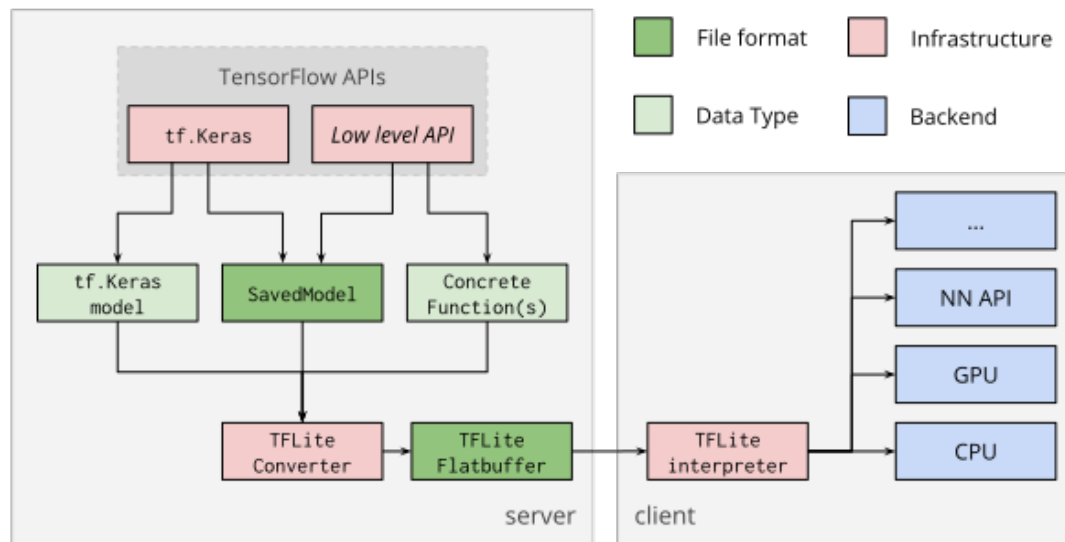 File format
Infrastructure
TensorFlow APIs
tf.Keras
Low level API
Data Type
Backend
...
tf.Keras
model
SavedModel
Concrete
Function(s)
NN API
GPU
TFLite
Converter
TFLite
Flatbuffer
TFLite
interpreter
CPU
server
client